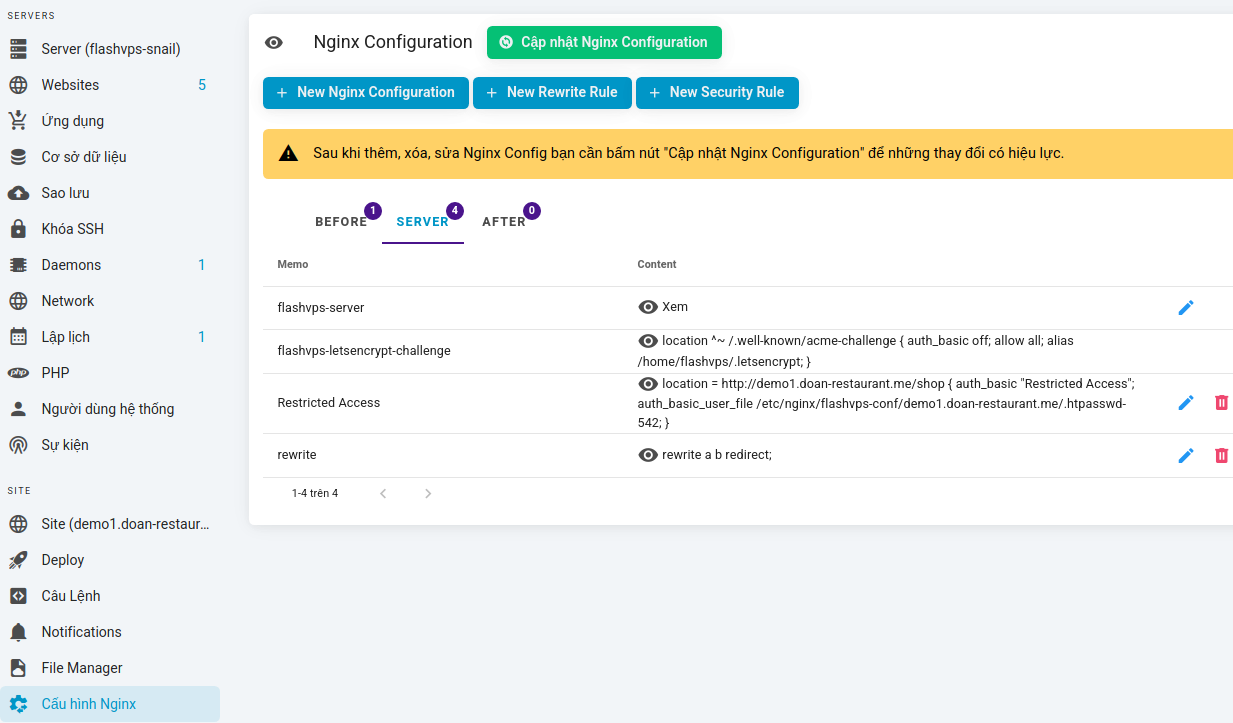 SERVERS
Server (flashvps-snail)
Websites 5
Ứng dụng
Cơ sở dữ liệu
Sao lưu
Khóa SSH
Daemons 1
Network
Lập lịch 1
php PHP
Người dùng hệ thống
Sự kiện
SITE
Site (demo1.doan-restaur...
Deploy
Câu Lệnh
Notifications
File Manager
Cấu hình Nginx
Nginx Configuration Cập nhật Nginx Configuration
+ New Nginx Configuration + New Rewrite Rule + New Security Rule
Sau khi thêm, xóa, sửa Nginx Config bạn cần bấm nút "Cập nhật Nginx Configuration" để những thay đổi có hiệu lực.
BEFORE 1 SERVER 4 AFTER 0
Memo Content
flashvps-server Xem
flashvps-letsencrypt-challenge
location ^~ /.well-known/acme-challenge { auth_basic off; allow all; alias
/home/flashvps/.letsencrypt; }
Restricted Access
location = http://demo1.doan-restaurant.me/shop { auth_basic "Restricted Access";
auth_basic_user_file /etc/nginx/flashvps-conf/demo1.doan-restaurant.me/.htpasswd-
542; }
rewrite rewrite a b redirect;
1-4 trên 4